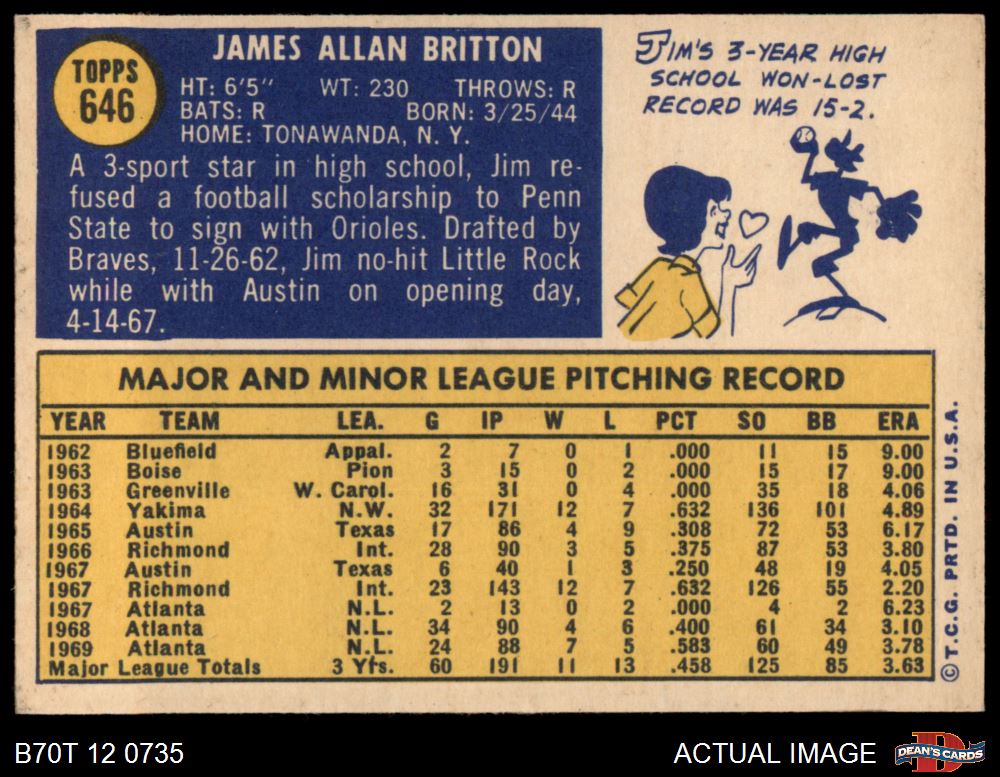 TOPPS
646
JAMES ALLAN BRITTON
HT: 6'5" WT: 230 THROWS: R
BATS: R BORN: 3/25/44
HOME: TONAWANDA, N. Y.
A 3-sport star in high school, Jim re-
fused a football scholarship to Penn
State to sign with Orioles. Drafted by
Braves, 11-26-62, Jim no-hit Little Rock
while with Austin on opening day,
4-14-67.
JIM'S 3-YEAR HIGH
SCHOOL WON-LOST
RECORD WAS 15-2.
MAJOR AND MINOR LEAGUE PITCHING RECORD
YEAR TEAM LEA. G IP W L PCT SO BB ERA
1962 Bluefield Appal. 2 7 0 1 .000 11 15 9.00
1963 Boise Pion 3 15 0 2 .000 15 17 9.00
1963 Greenville W. Carol. 16 31 0 4 .000 35 18 4.06
1964 Yakima N.W. 32 171 12 7 .632 136 101 4.89
1965 Austin Texas 17 86 4 9 .308 72 53 6.17
1966 Richmond Int. 28 90 3 5 .375 87 53 3.80
1967 Austin Texas 6 40 1 3 .250 48 19 4.05
1967 Richmond Int. 23 143 12 7 .632 126 55 2.20
1967 Atlanta N.L. 2 13 0 2 .000 4 2 6.23
1968 Atlanta N.L. 34 90 4 6 .400 61 34 3.10
1969 Atlanta N.L. 24 88 7 5 .583 60 49 3.78
Major League Totals 3 Yrs. 60 191 11 13 .458 125 85 3.63
©T.C.G. PRTD. IN U.S.A.
B70T 12 0735
ACTUAL IMAGE
D
DEAN'S CARDS